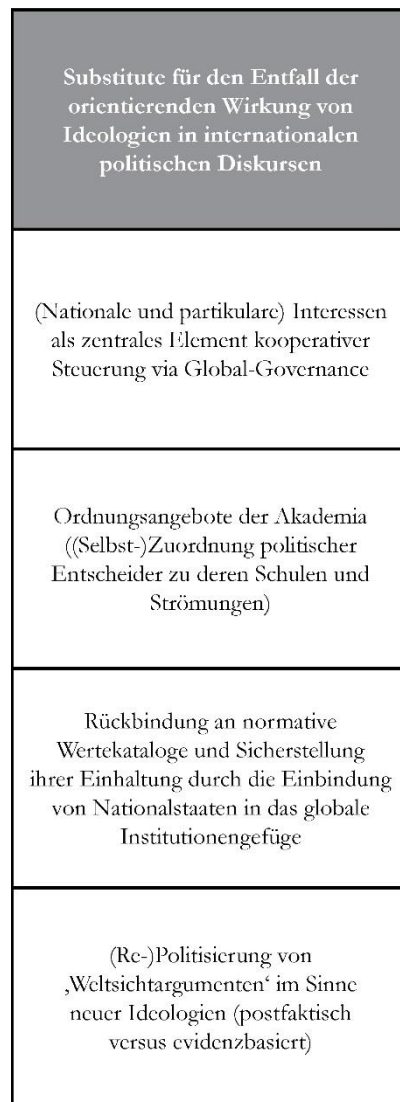 Substitute für den Entfall der
orientierenden Wirkung von
Ideologien in internationalen
politischen Diskursen
(Nationale und partikulare) Interessen
als zentrales Element kooperativer
Steuerung via Global-Governance
Ordnungsangebote der Akademia
((Selbst-)Zuordnung politischer
Entscheider zu deren Schulen und
Strömungen)
Rückbindung an normative
Wertekataloge und Sicherstellung
ihrer Einhaltung durch die Einbindung
von Nationalstaaten in das globale
Institutionengefüge
(Re-)Politisierung von
‚Weltsichtargumenten‘ im Sinne
neuer Ideologien (postfaktisch
versus evidenzbasiert)